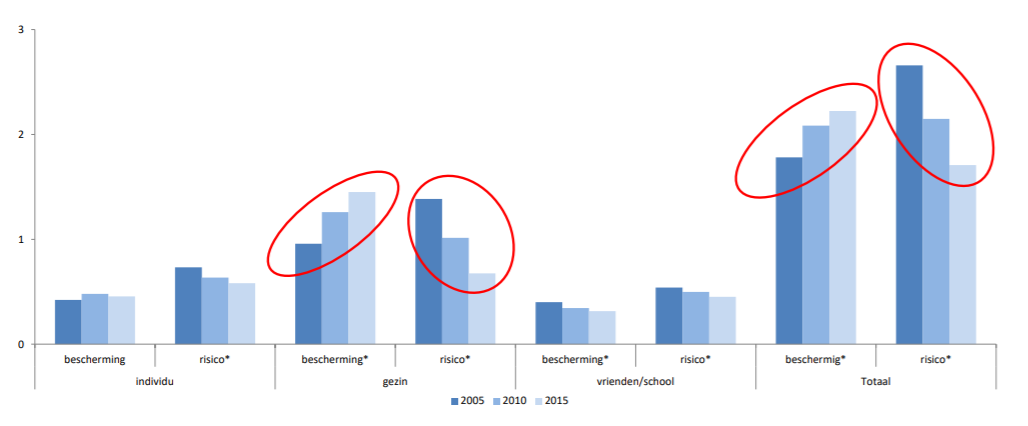 3
2
1
0
bescherming risico* bescherming* risico* bescherming* risico* beschermig* risico*
individu gezin vrienden/school Totaal
2005 2010 2015